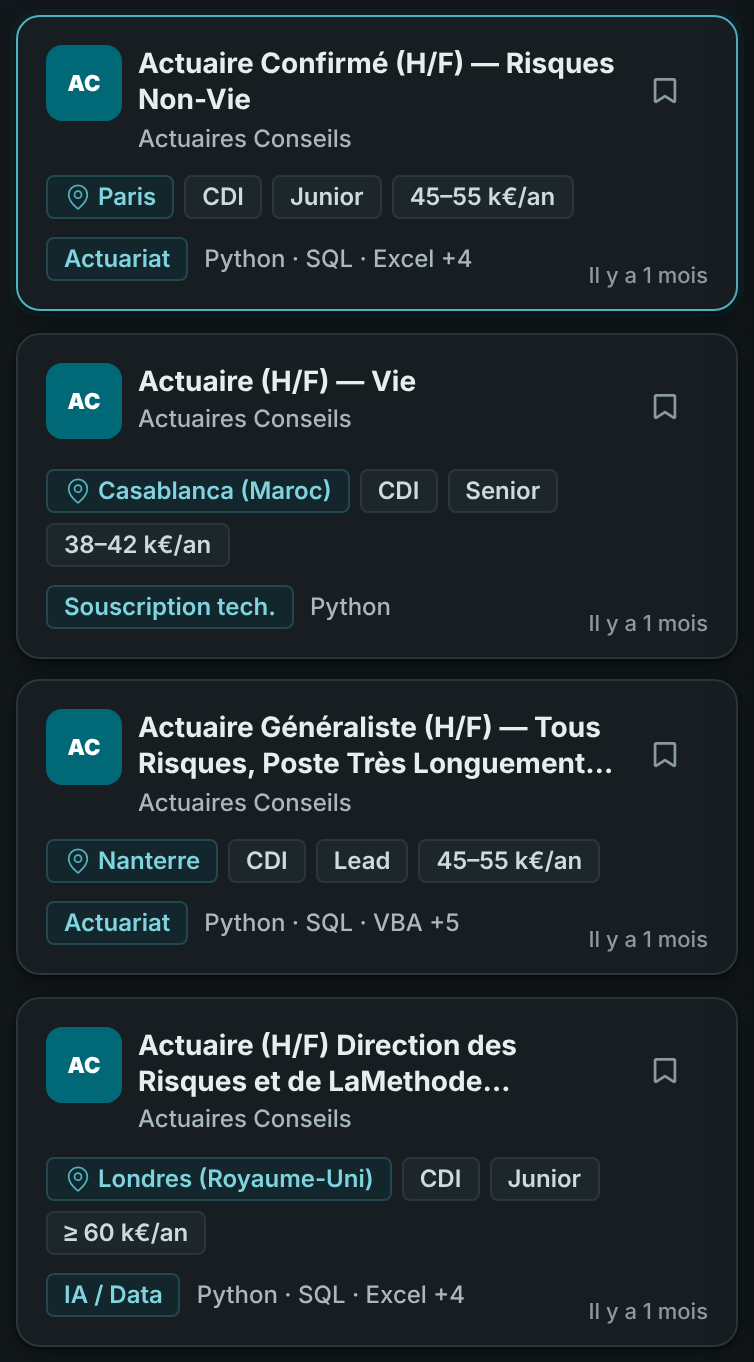 AC
Actuaire Confirmé (H/F) — Risques
Non-Vie
Actuaires Conseils
Paris
CDI
Junior
45–55 k€/an
Actuariat
Python · SQL · Excel +4
Il y a 1 mois
AC
Actuaire (H/F) — Vie
Actuaires Conseils
Casablanca (Maroc)
CDI
Senior
38–42 k€/an
Souscription tech.
Python
Il y a 1 mois
AC
Actuaire Généraliste (H/F) — Tous
Risques, Poste Très Longuement...
Actuaires Conseils
Nanterre
CDI
Lead
45–55 k€/an
Actuariat
Python · SQL · VBA +5
Il y a 1 mois
AC
Actuaire (H/F) Direction des
Risques et de LaMethode...
Actuaires Conseils
Londres (Royaume-Uni)
CDI
Junior
≥ 60 k€/an
IA / Data
Python · SQL · Excel +4
Il y a 1 mois